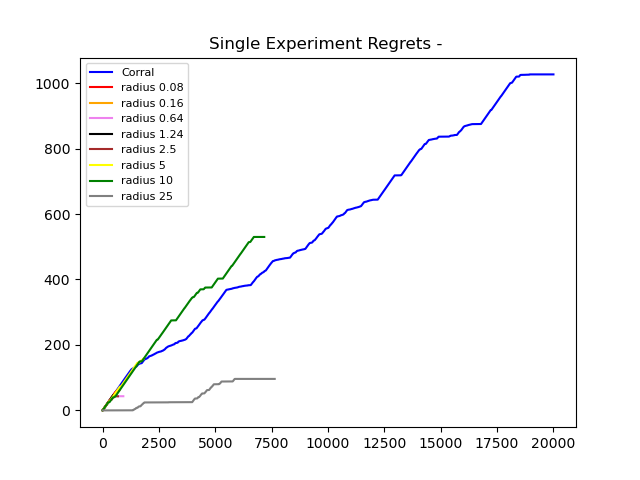 Single Experiment Regrets -
Corral
radius 0.08
radius 0.16
radius 0.64
radius 1.24
radius 2.5
radius 5
radius 10
radius 25
1000
800
600
400
200
0
0 2500 5000 7500 10000 12500 15000 17500 20000